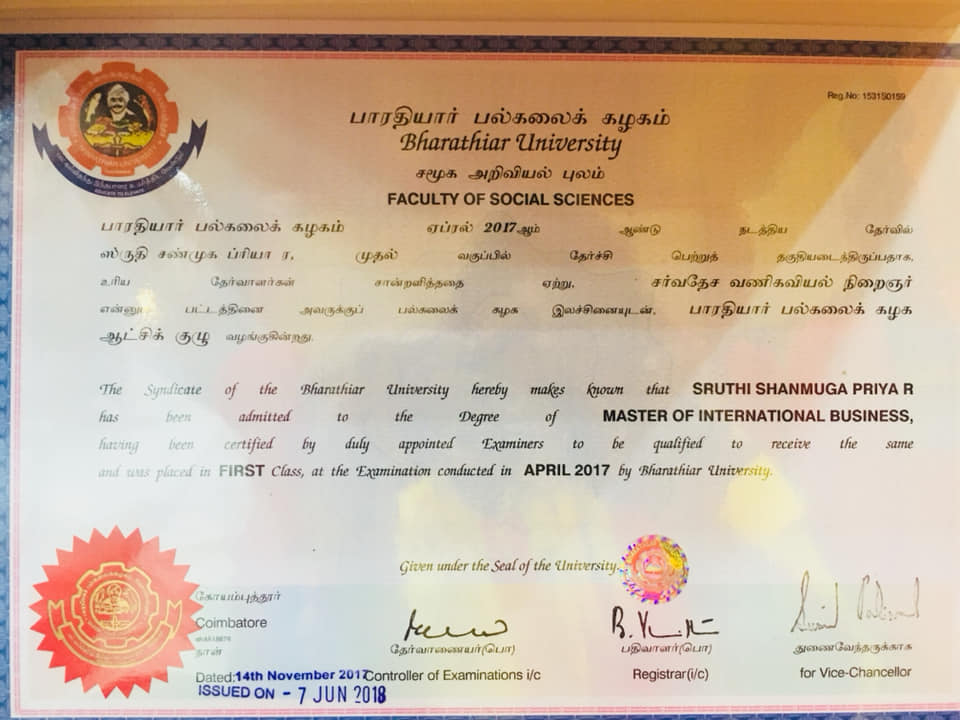 Reg.No: 1531S0159
பாரதியார் பல்கலைக் கழகம்
Bharathiar University
சமூக அறிவியல் புலம்
FACULTY OF SOCIAL SCIENCES
பாரதியார் பல்கலைக் கழகம் ஏப்ரல் 2017ஆம் ஆண்டு நடத்திய தேர்வில்
ஸ்ருதி சண்முக ப்ரியா ர, முதல் வகுப்பில் தேர்ச்சி பெற்றுத் தகுதியடைந்திருப்பதாக,
உரிய தேர்வாளர்கள் சான்றளித்ததை ஏற்று, சர்வதேச வணிகவியல் நிறைஞர்
என்னும் பட்டத்தினை அவருக்குப் பல்கலைக் கழக இலச்சினையுடன், பாரதியார் பல்கலைக் கழக
ஆட்சிக் குழு வழங்குகின்றது.
The Syndicate of the Bharathiar University hereby makes known that SRUTHI SHANMUGA PRIYA R
has been admitted to the Degree of MASTER OF INTERNATIONAL BUSINESS,
having been certified by duly appointed Examiners to be qualified to receive the same
and was placed in FIRST Class, at the Examination conducted in APRIL 2017 by Bharathiar University.
Given under the Seal of the University.
கோயம்புத்தூர்
Coimbatore
நாள்
Dated:14th November 2017
ISSUED ON - 7 JUN 2018
தேர்வாணையர்(பொ)
Controller of Examinations i/c
பதிவாளர்(பொ)
Registrar(i/c)
துணைவேந்தருக்காக
for Vice-Chancellor